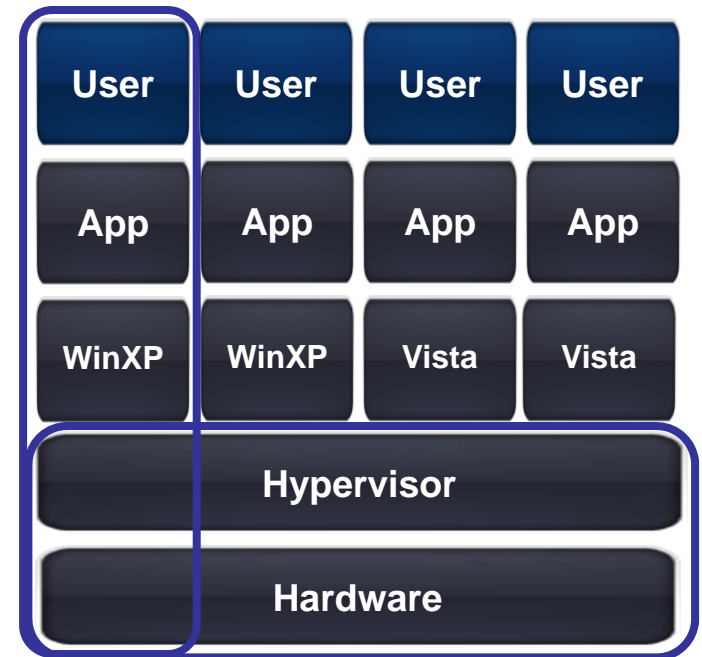 User User User User
App App App App
WinXP WinXP Vista Vista
Hypervisor
Hardware